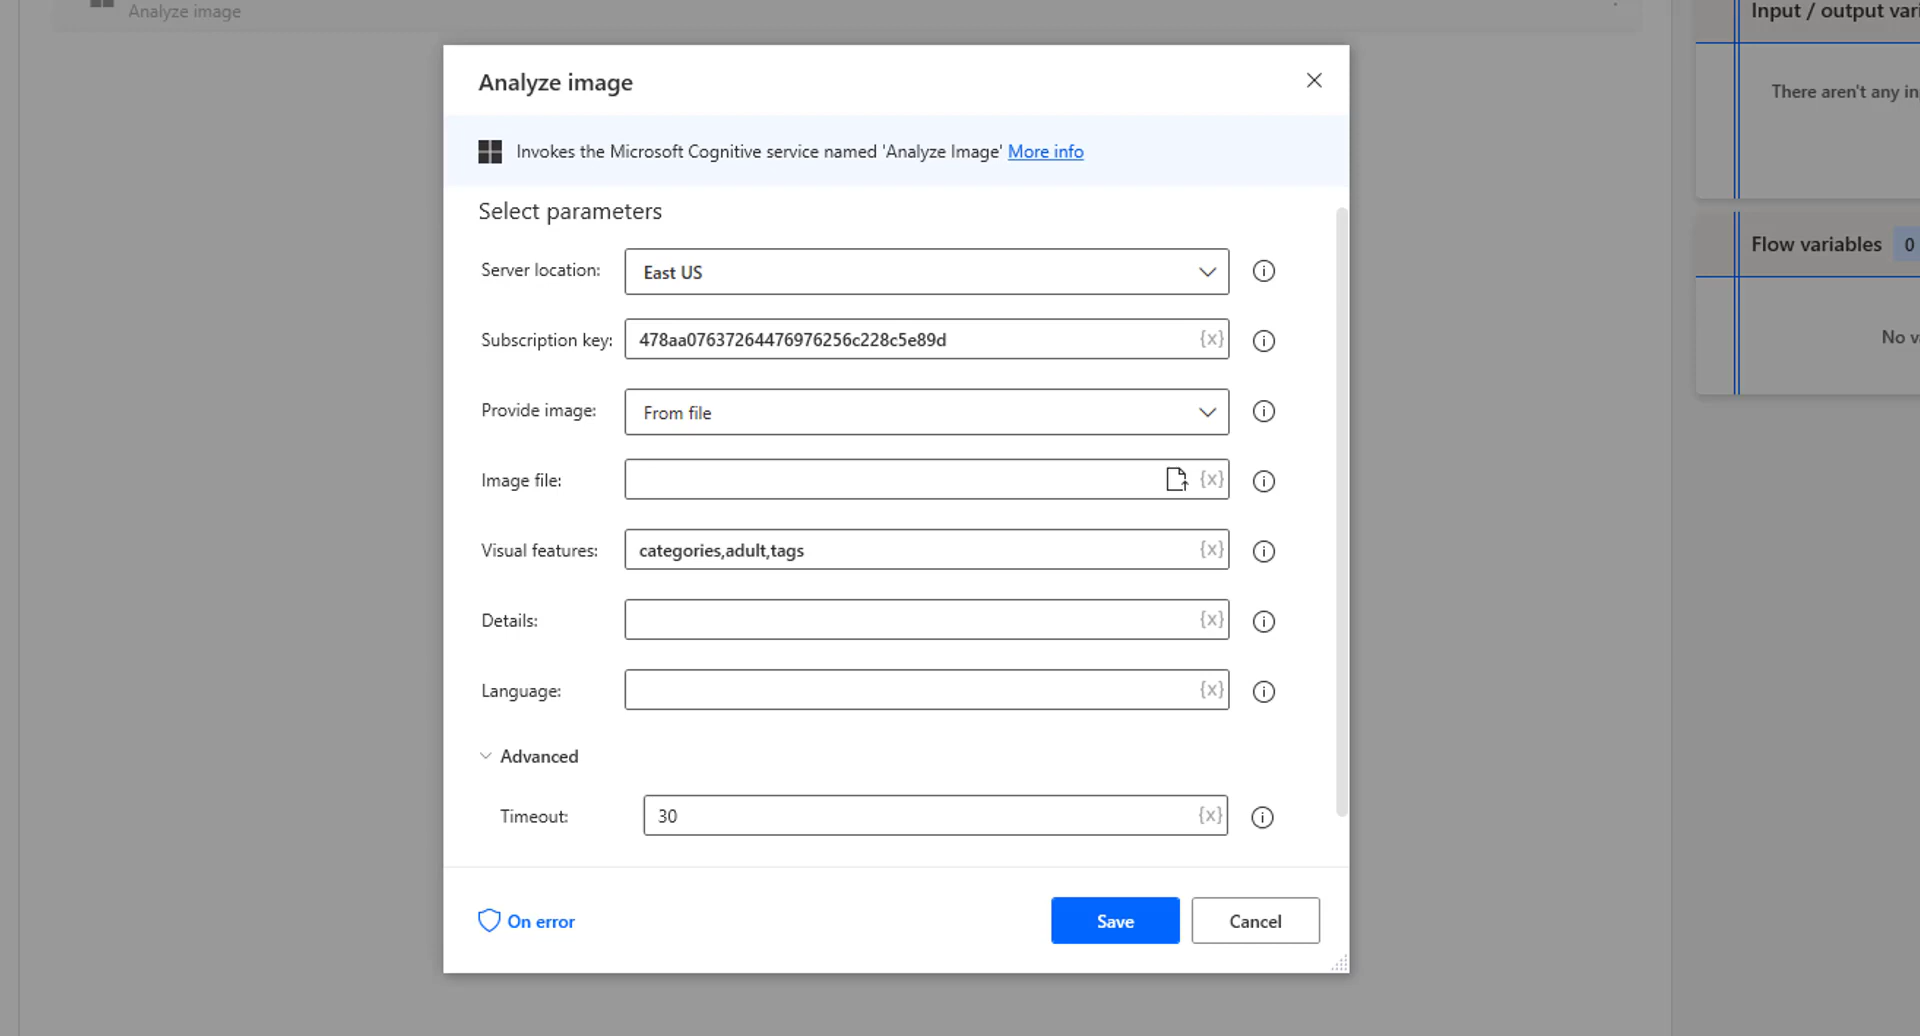 Analyze image
Input / output vari
Analyze image
There aren't any in
Invokes the Microsoft Cognitive service named 'Analyze Image' More info
Select parameters
Flow variables 0
Server location: East US
Subscription key: 478aa07637264476976256c228c5e89d {x}
No va
Provide image: From file
Image file: {x}
Visual features: categories,adult,tags {x}
Details: {x}
Language: {x}
Advanced
Timeout: 30 {x}
On error
Save
Cancel